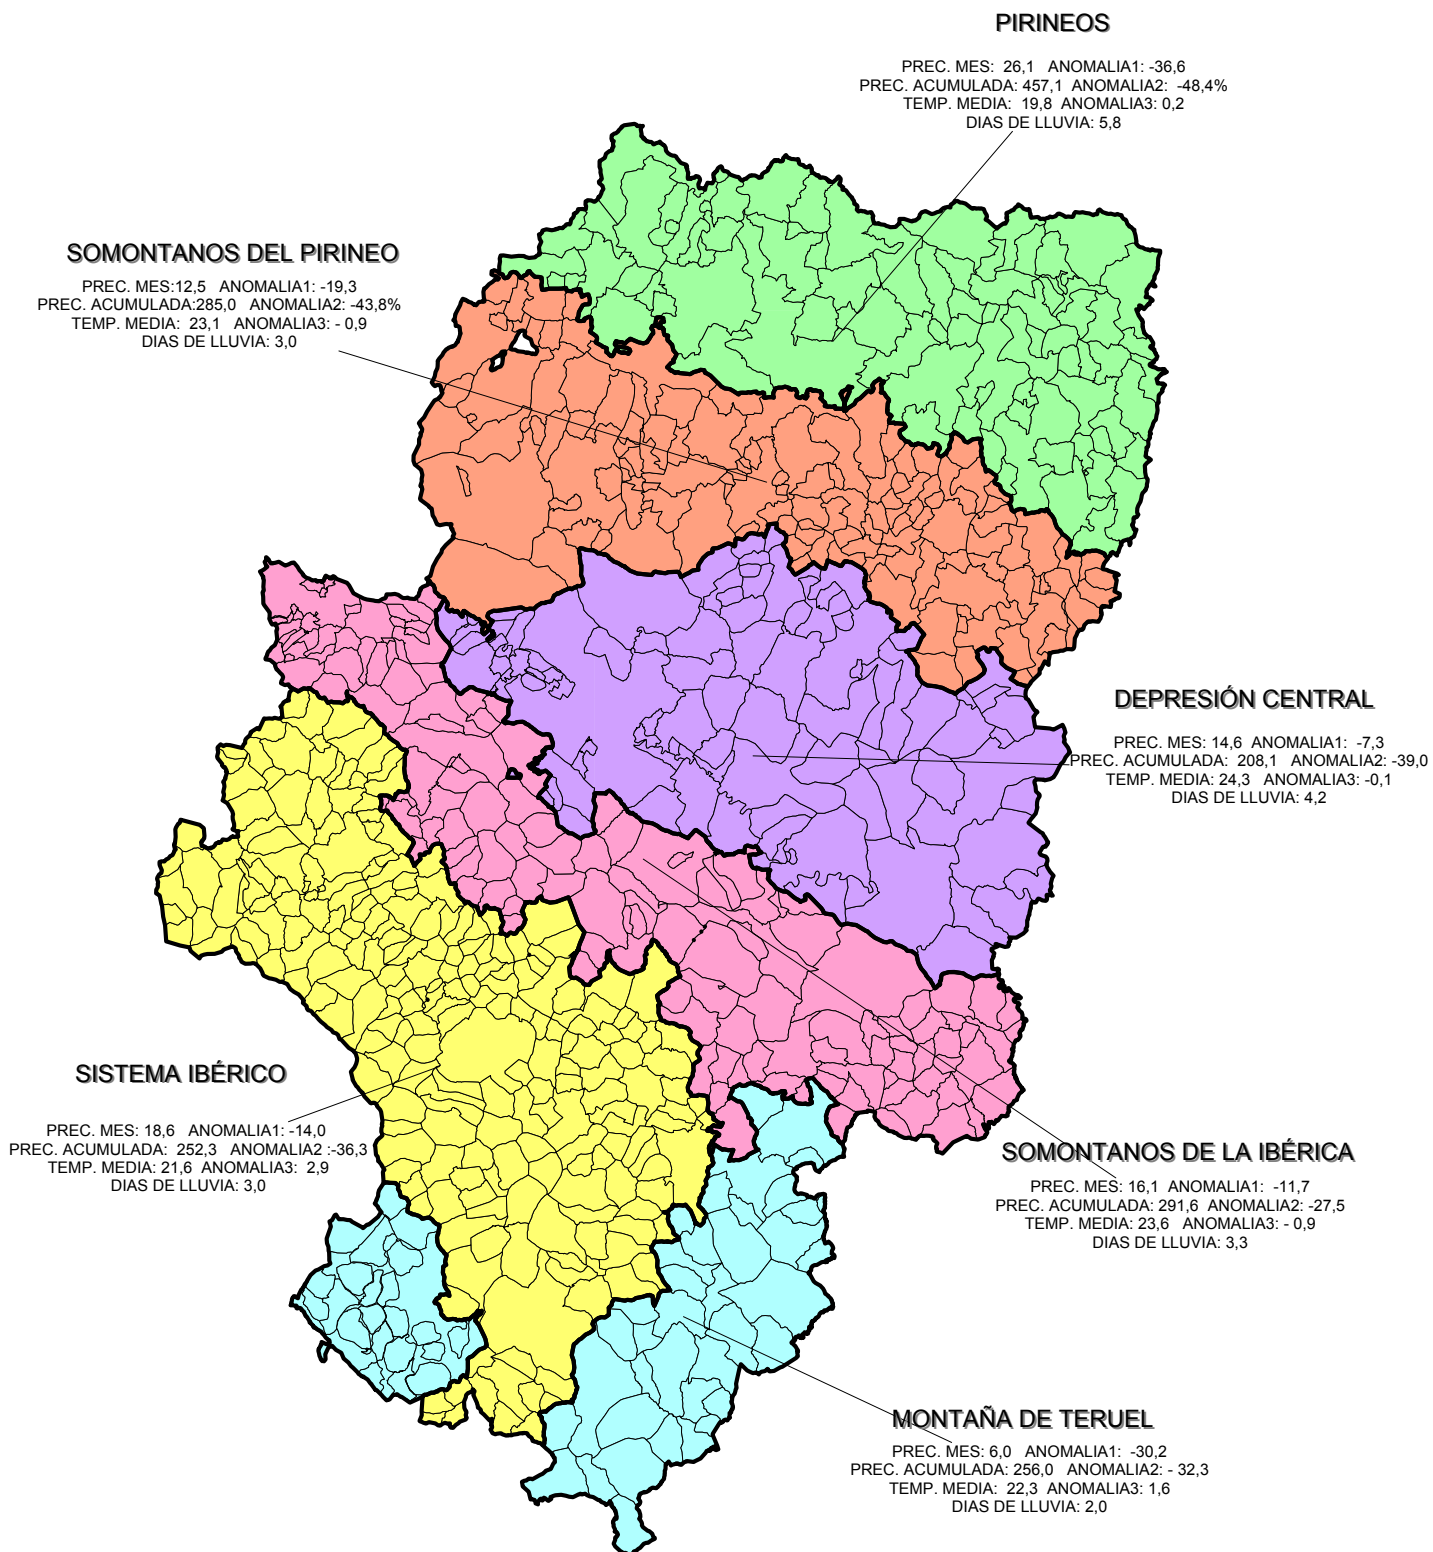 PIRINEOS
PREC. MES: 26,1 ANOMALIA1: -36,6
PREC. ACUMULADA: 457,1 ANOMALIA2: -48,4%
TEMP. MEDIA: 19,8 ANOMALIA3: 0,2
DIAS DE LLUVIA: 5,8
SOMONTANOS DEL PIRINEO
PREC. MES:12,5 ANOMALIA1: -19,3
PREC. ACUMULADA:285,0 ANOMALIA2: -43,8%
TEMP. MEDIA: 23,1 ANOMALIA3: - 0,9
DIAS DE LLUVIA: 3,0
DEPRESIÓN CENTRAL
PREC. MES: 14,6 ANOMALIA1: -7,3
PREC. ACUMULADA: 208,1 ANOMALIA2: -39,0
TEMP. MEDIA: 24,3 ANOMALIA3: -0,1
DIAS DE LLUVIA: 4,2
SISTEMA IBÉRICO
PREC. MES: 18,6 ANOMALIA1: -14,0
PREC. ACUMULADA: 252,3 ANOMALIA2 :-36,3
TEMP. MEDIA: 21,6 ANOMALIA3: 2,9
DIAS DE LLUVIA: 3,0
SOMONTANOS DE LA IBÉRICA
PREC. MES: 16,1 ANOMALIA1: -11,7
PREC. ACUMULADA: 291,6 ANOMALIA2: -27,5
TEMP. MEDIA: 23,6 ANOMALIA3: - 0,9
DIAS DE LLUVIA: 3,3
MONTAÑA DE TERUEL
PREC. MES: 6,0 ANOMALIA1: -30,2
PREC. ACUMULADA: 256,0 ANOMALIA2: - 32,3
TEMP. MEDIA: 22,3 ANOMALIA3: 1,6
DIAS DE LLUVIA: 2,0